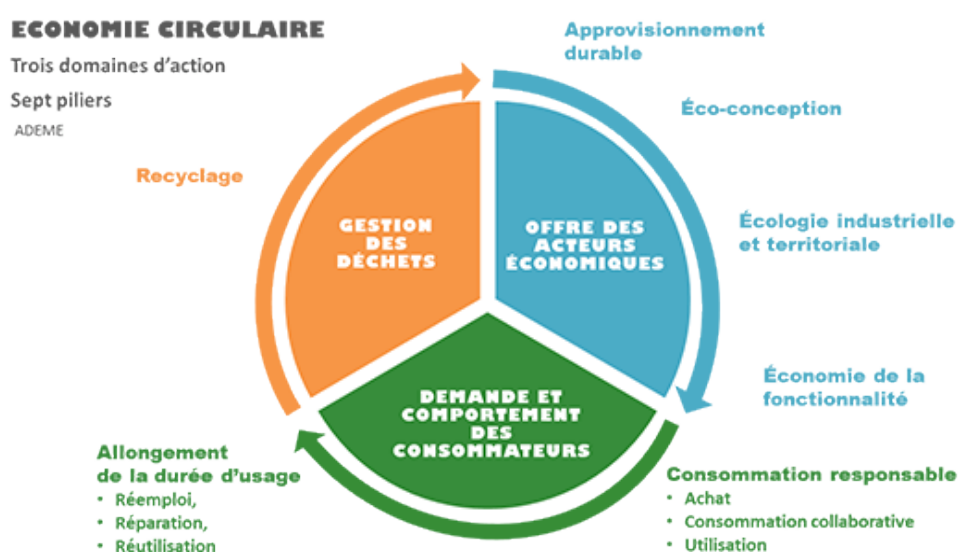 ECONOMIE CIRCULAIRE
Trois domaines d’action
Sept piliers
ADEME
Approvisionnement
durable
Éco-conception
Écologie industrielle
et territoriale
Économie de la
fonctionnalité
Recyclage
GESTION
DES
DÉCHETS
OFFRE DES
ACTEURS
ÉCONOMIQUES
DEMANDE ET
COMPORTEMENT
DES
CONSOMMATEURS
Consommation responsable
• Achat
• Consommation collaborative
• Utilisation
Allongement
de la durée d’usage
• Réemploi,
• Réparation,
• Réutilisation